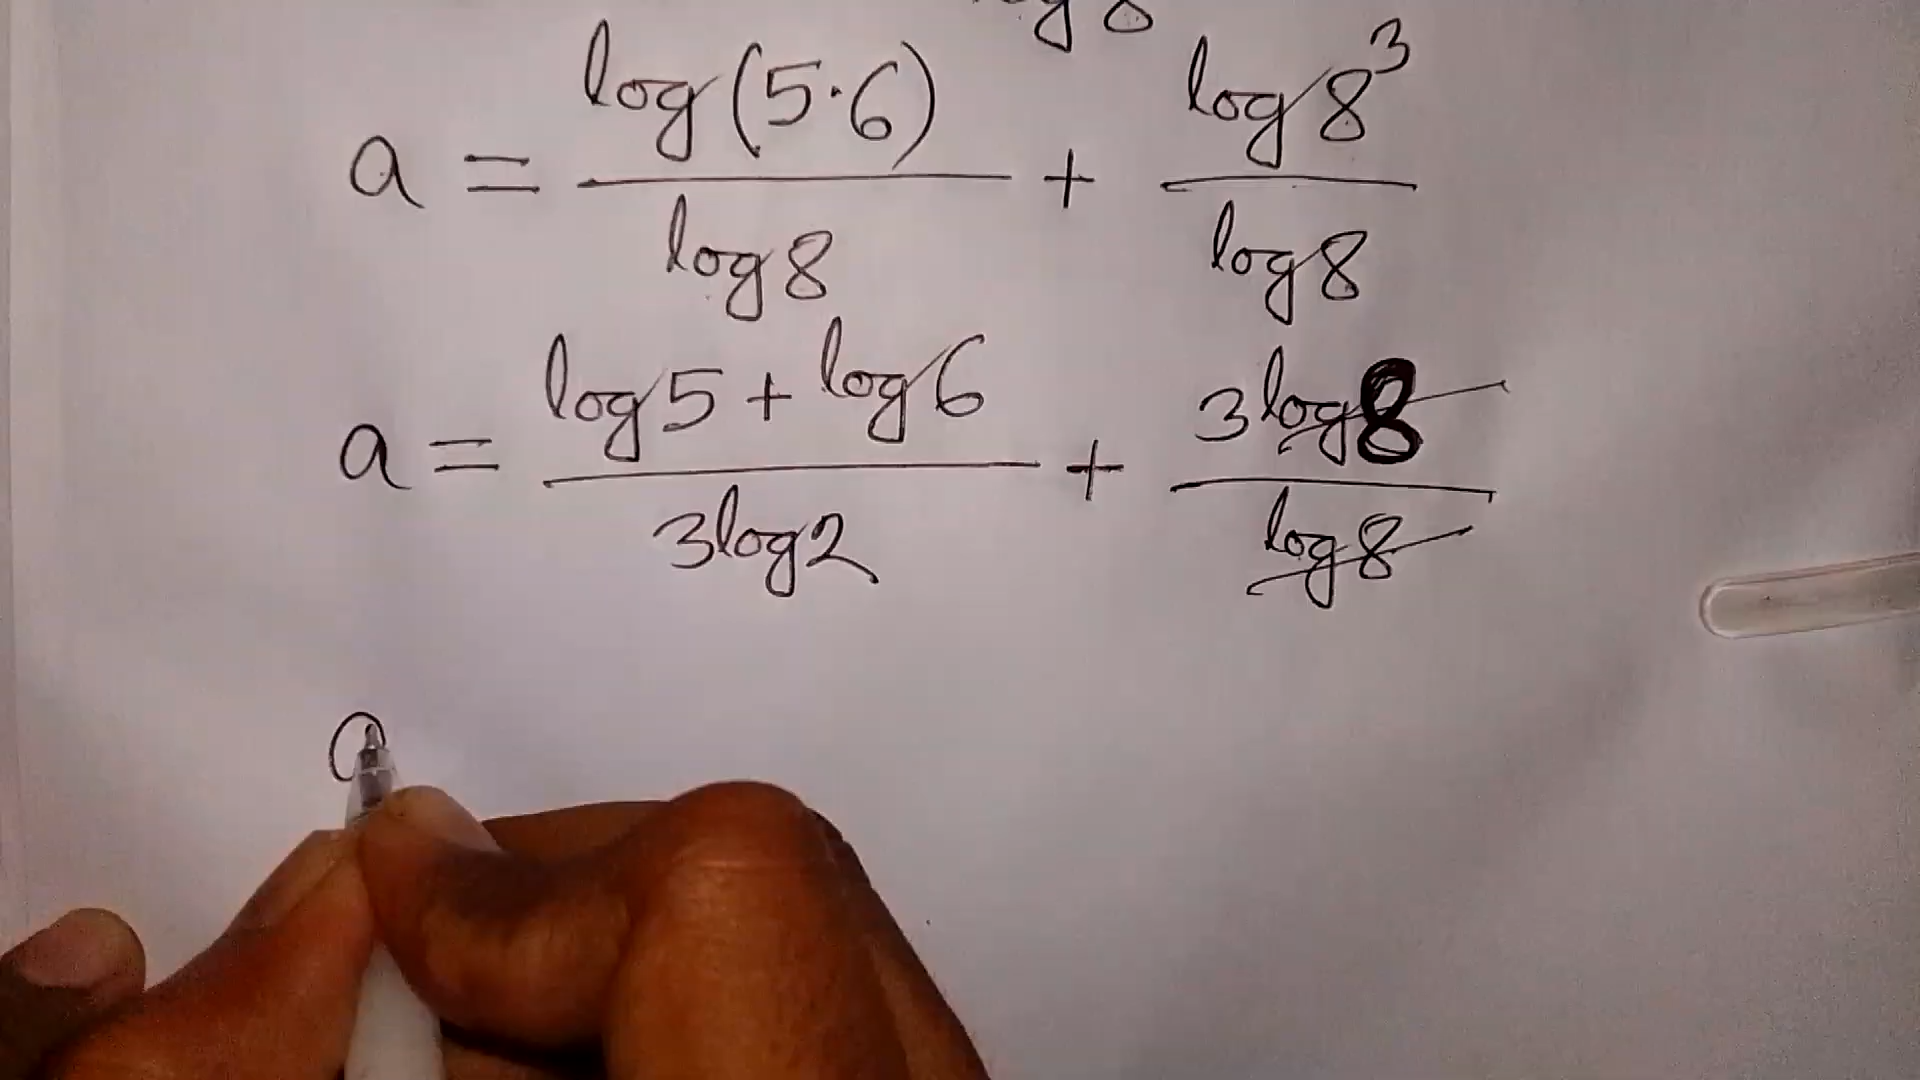 a = log(5·6)/log8 + log8³/log8
a = (log5 + log6)/3log2 + 3log8/log8